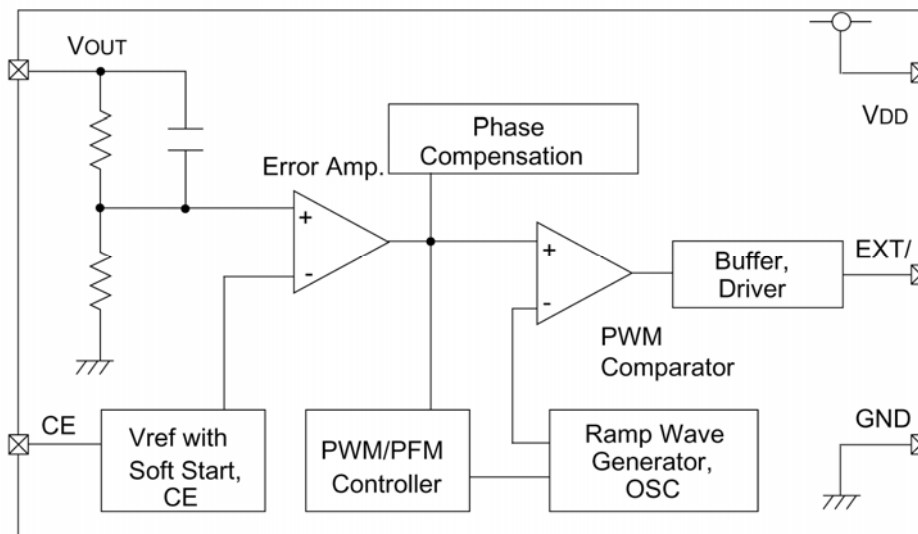 VOUT
VDD
Phase
Compensation
Error Amp.
+
-
+
-
Buffer,
Driver
EXT/
PWM
Comparator
CE
Vref with
Soft Start,
CE
PWM/PFM
Controller
Ramp Wave
Generator,
OSC
GND